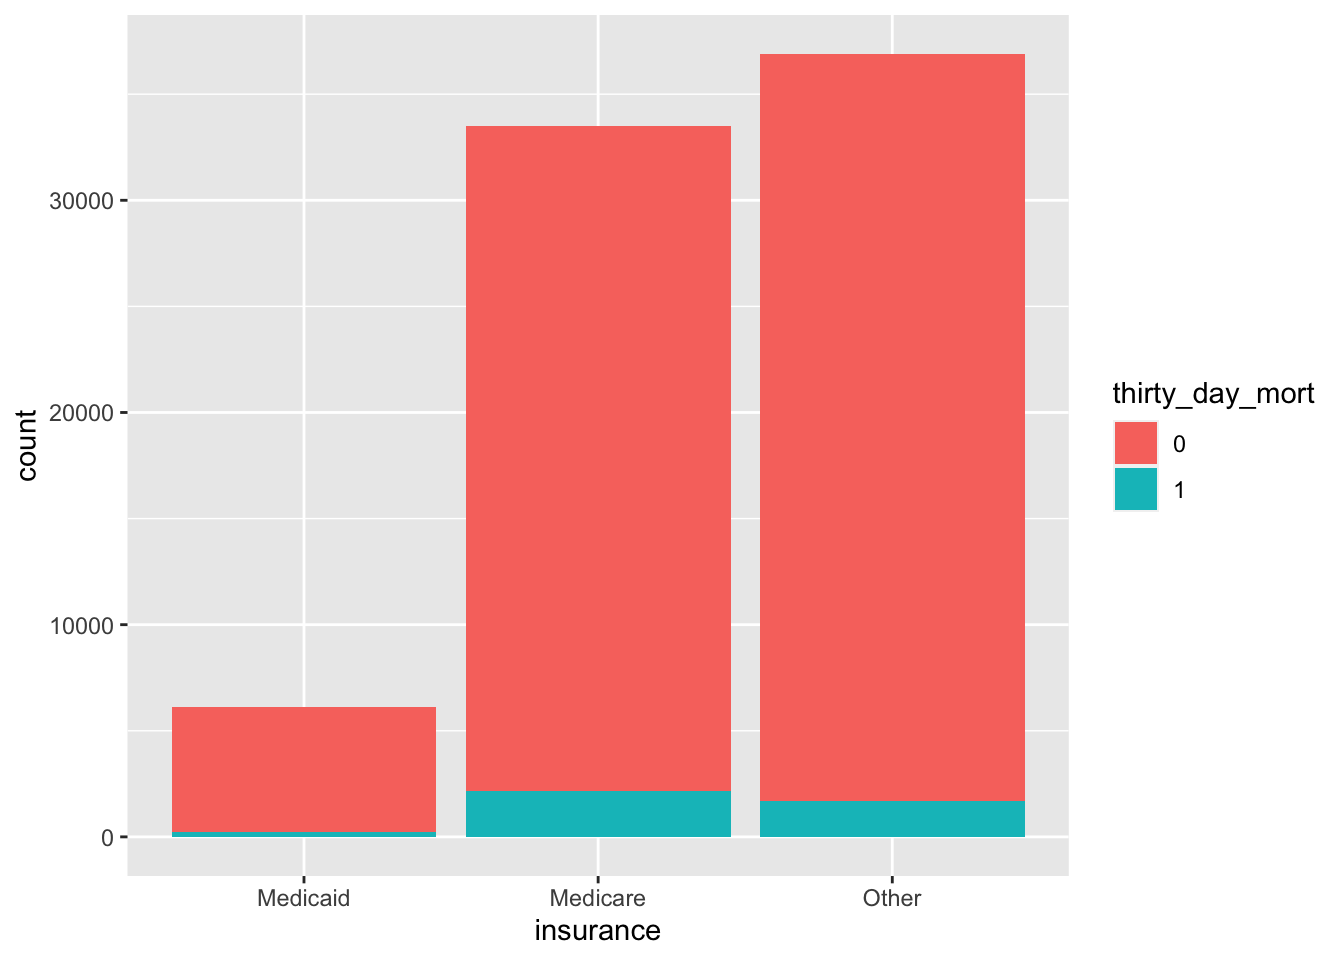 count
30000
20000
10000
0
Medicaid
Medicare
Other
insurance
thirty_day_mort
0
1